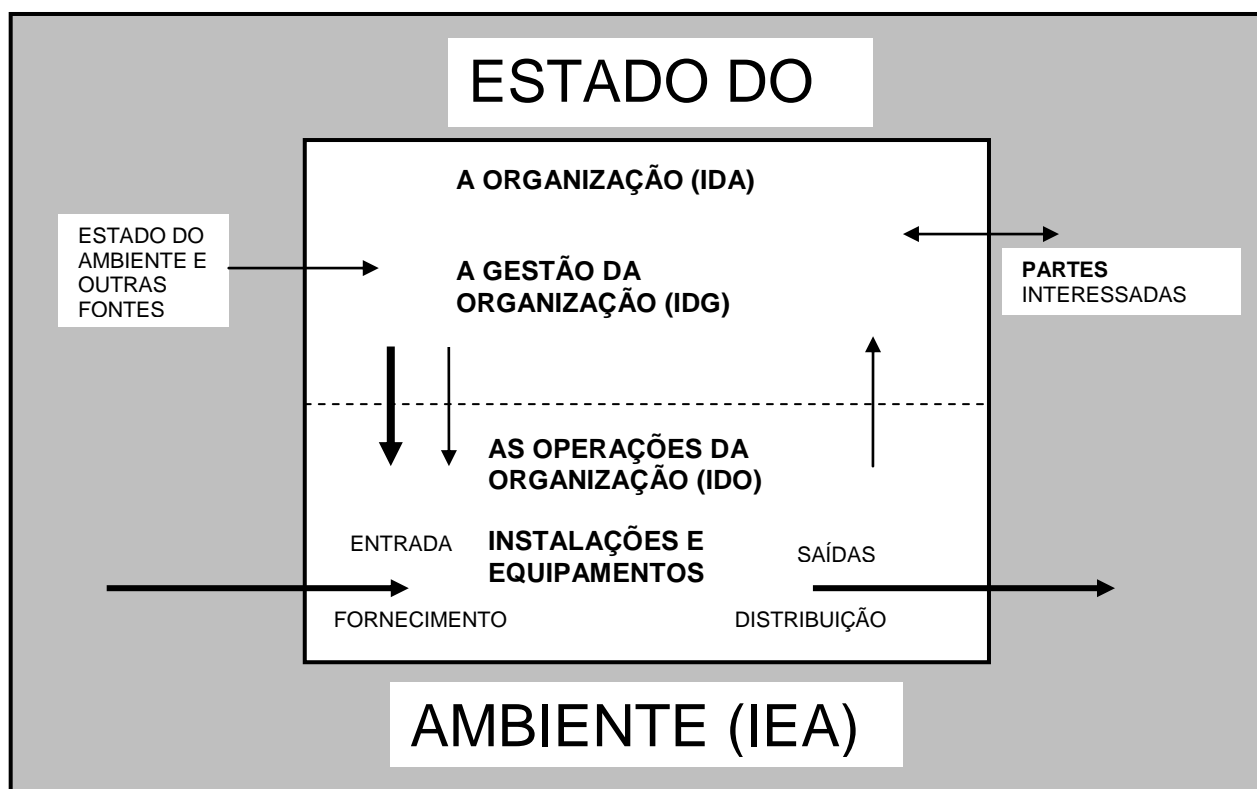 ESTADO DO
A ORGANIZAÇÃO (IDA)
ESTADO DO
AMBIENTE E
OUTRAS
FONTES
A GESTÃO DA
ORGANIZAÇÃO (IDG)
PARTES
INTERESSADAS
AS OPERAÇÕES DA
ORGANIZAÇÃO (IDO)
ENTRADA
INSTALAÇÕES E
EQUIPAMENTOS
SAÍDAS
FORNECIMENTO
DISTRIBUIÇÃO
AMBIENTE (IEA)